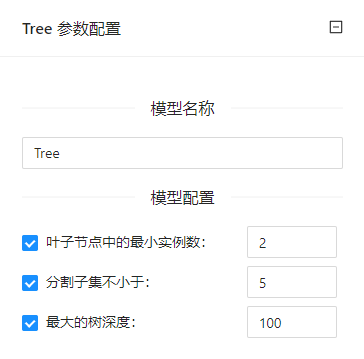 Tree 参数配置
模型名称
Tree
模型配置
叶子节点中的最小实例数： 2
分割子集不小于： 5
最大的树深度： 100